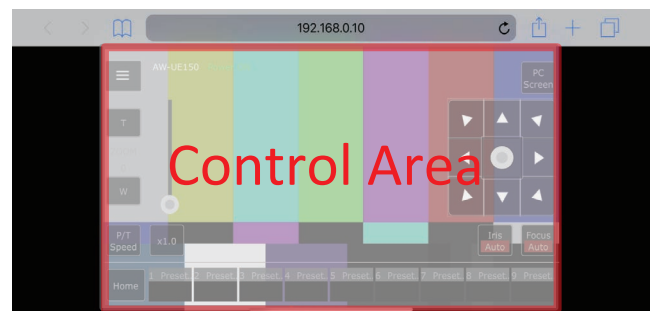 192.168.0.10
AW-UE150
PC
Screen
T
Control Area
W
P/T
Speed
x1.0
Iris
Auto
Focus
Auto
Home
1 Preset. 2 Preset. 3 Preset. 4 Preset. 5 Preset. 6 Preset. 7 Preset. 8 Preset. 9 Preset.